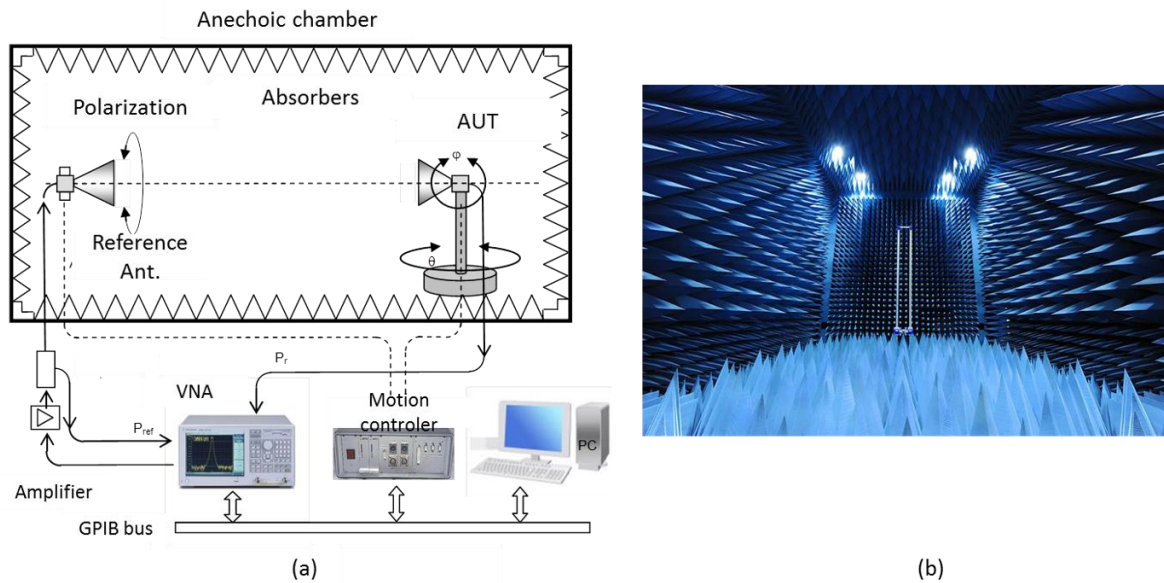 Anechoic chamber
Absorbers
Polarization
AUT
φ
Reference
Ant.
θ
Pr
VNA
Motion
controler
Pref
PC
Amplifier
GPIB bus
(a)
(b)